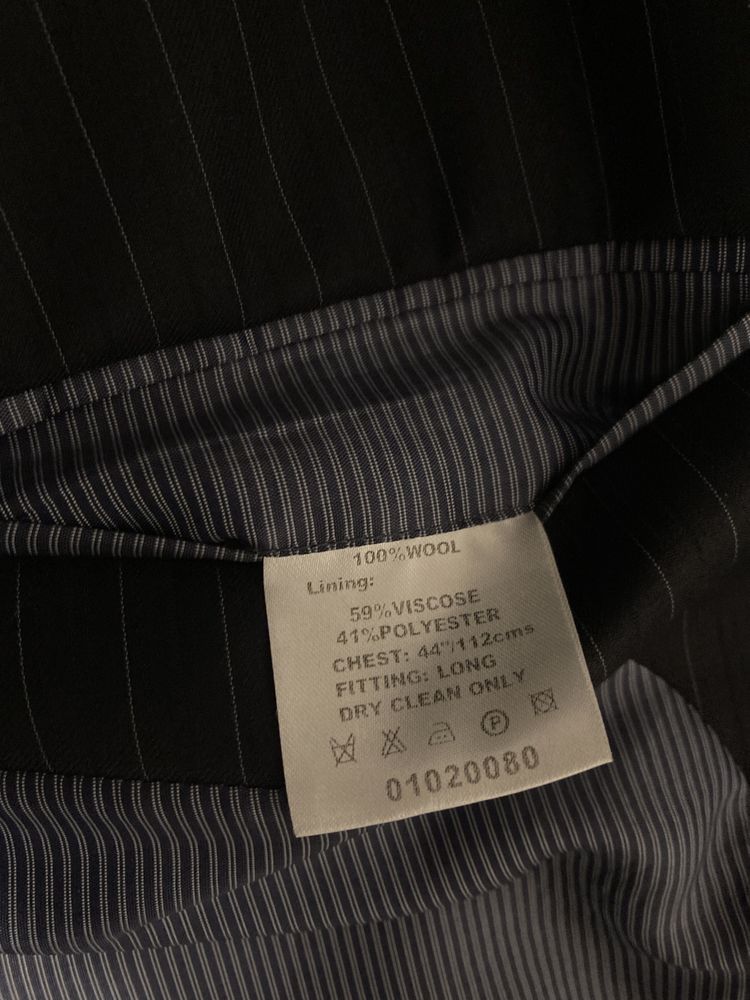 100%WOOL
Lining:
59%VISCOSE
41%POLYESTER
CHEST: 44"/112cms
FITTING: LONG
DRY CLEAN ONLY
P
01020080